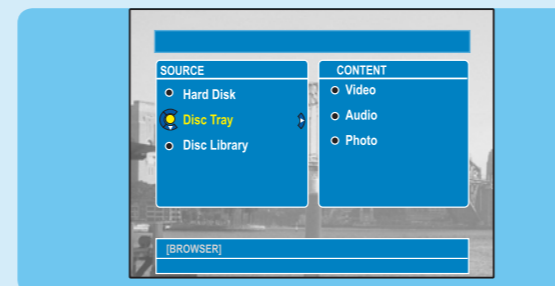 SOURCE
Hard Disk
Disc Tray
Disc Library
CONTENT
Video
Audio
Photo
[BROWSER]